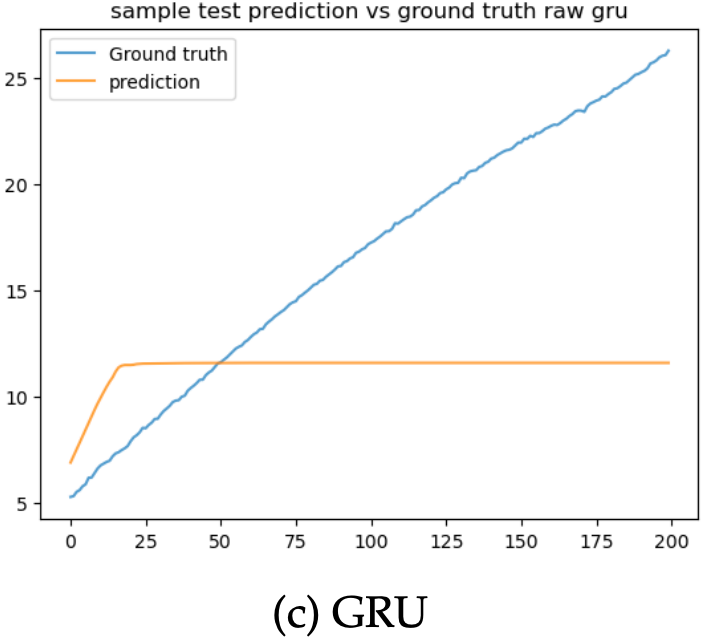 sample test prediction vs ground truth raw gru
Ground truth
prediction
25
20
15
10
5
0 25 50 75 100 125 150 175 200
(c) GRU